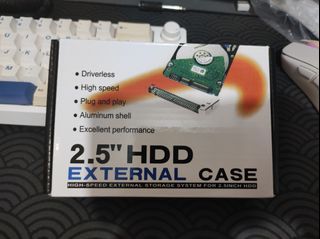 • Driverless
• High speed
• Plug and play
• Aluminum shell
• Excellent performance
2.5" HDD
EXTERNAL CASE
HIGH-SPEED EXTERNAL STORAGE SYSTEM FOR 2.5INCH HDD